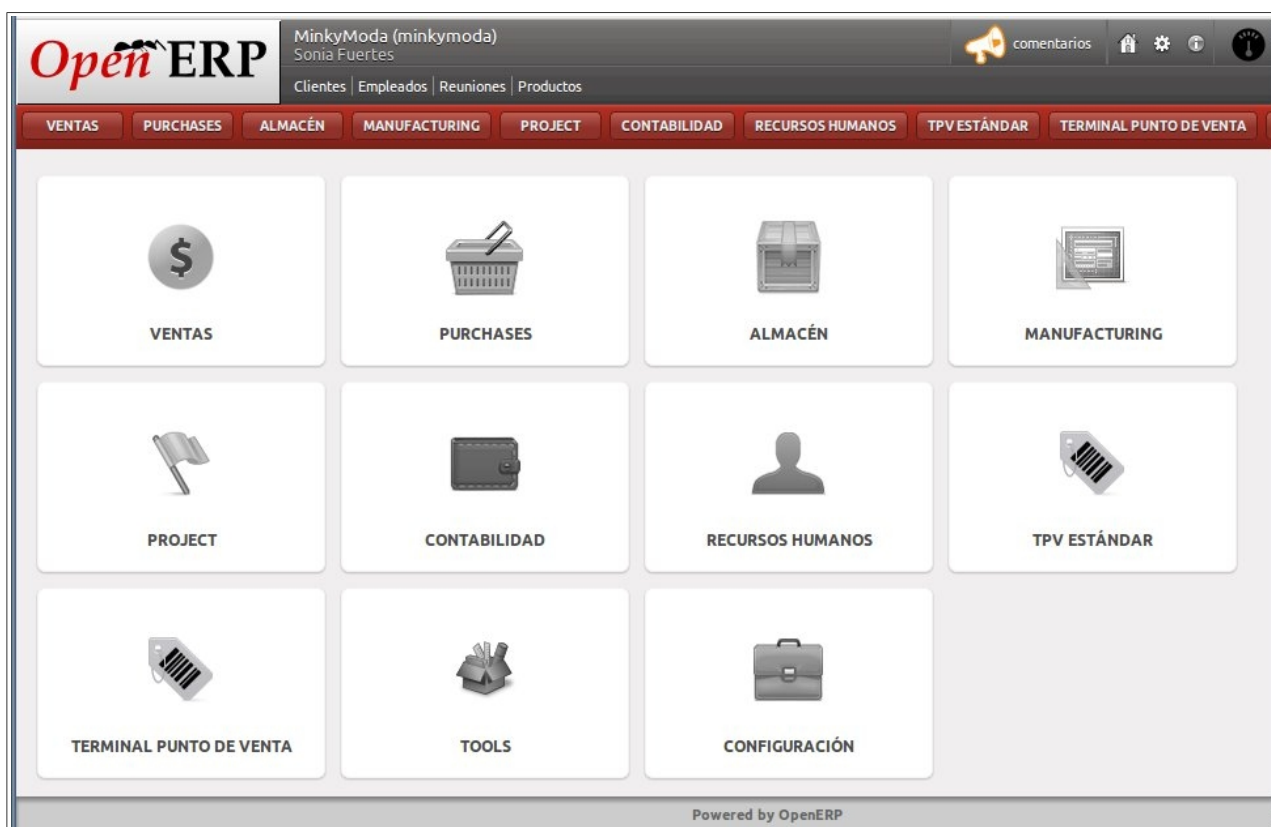 OpenERP
MinkyModa (minkymoda)
Sonia Fuertes
comentarios
Clientes | Empleados | Reuniones | Productos
VENTAS PURCHASES ALMACÉN MANUFACTURING PROJECT CONTABILIDAD RECURSOS HUMANOS TPV ESTÁNDAR TERMINAL PUNTO DE VENTA
$
VENTAS PURCHASES ALMACÉN MANUFACTURING
PROJECT CONTABILIDAD RECURSOS HUMANOS TPV ESTÁNDAR
TERMINAL PUNTO DE VENTA TOOLS CONFIGURACIÓN
Powered by OpenERP